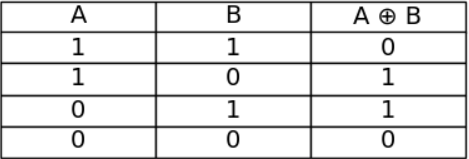 A B A ⊕ B
1 1 0
1 0 1
0 1 1
0 0 0